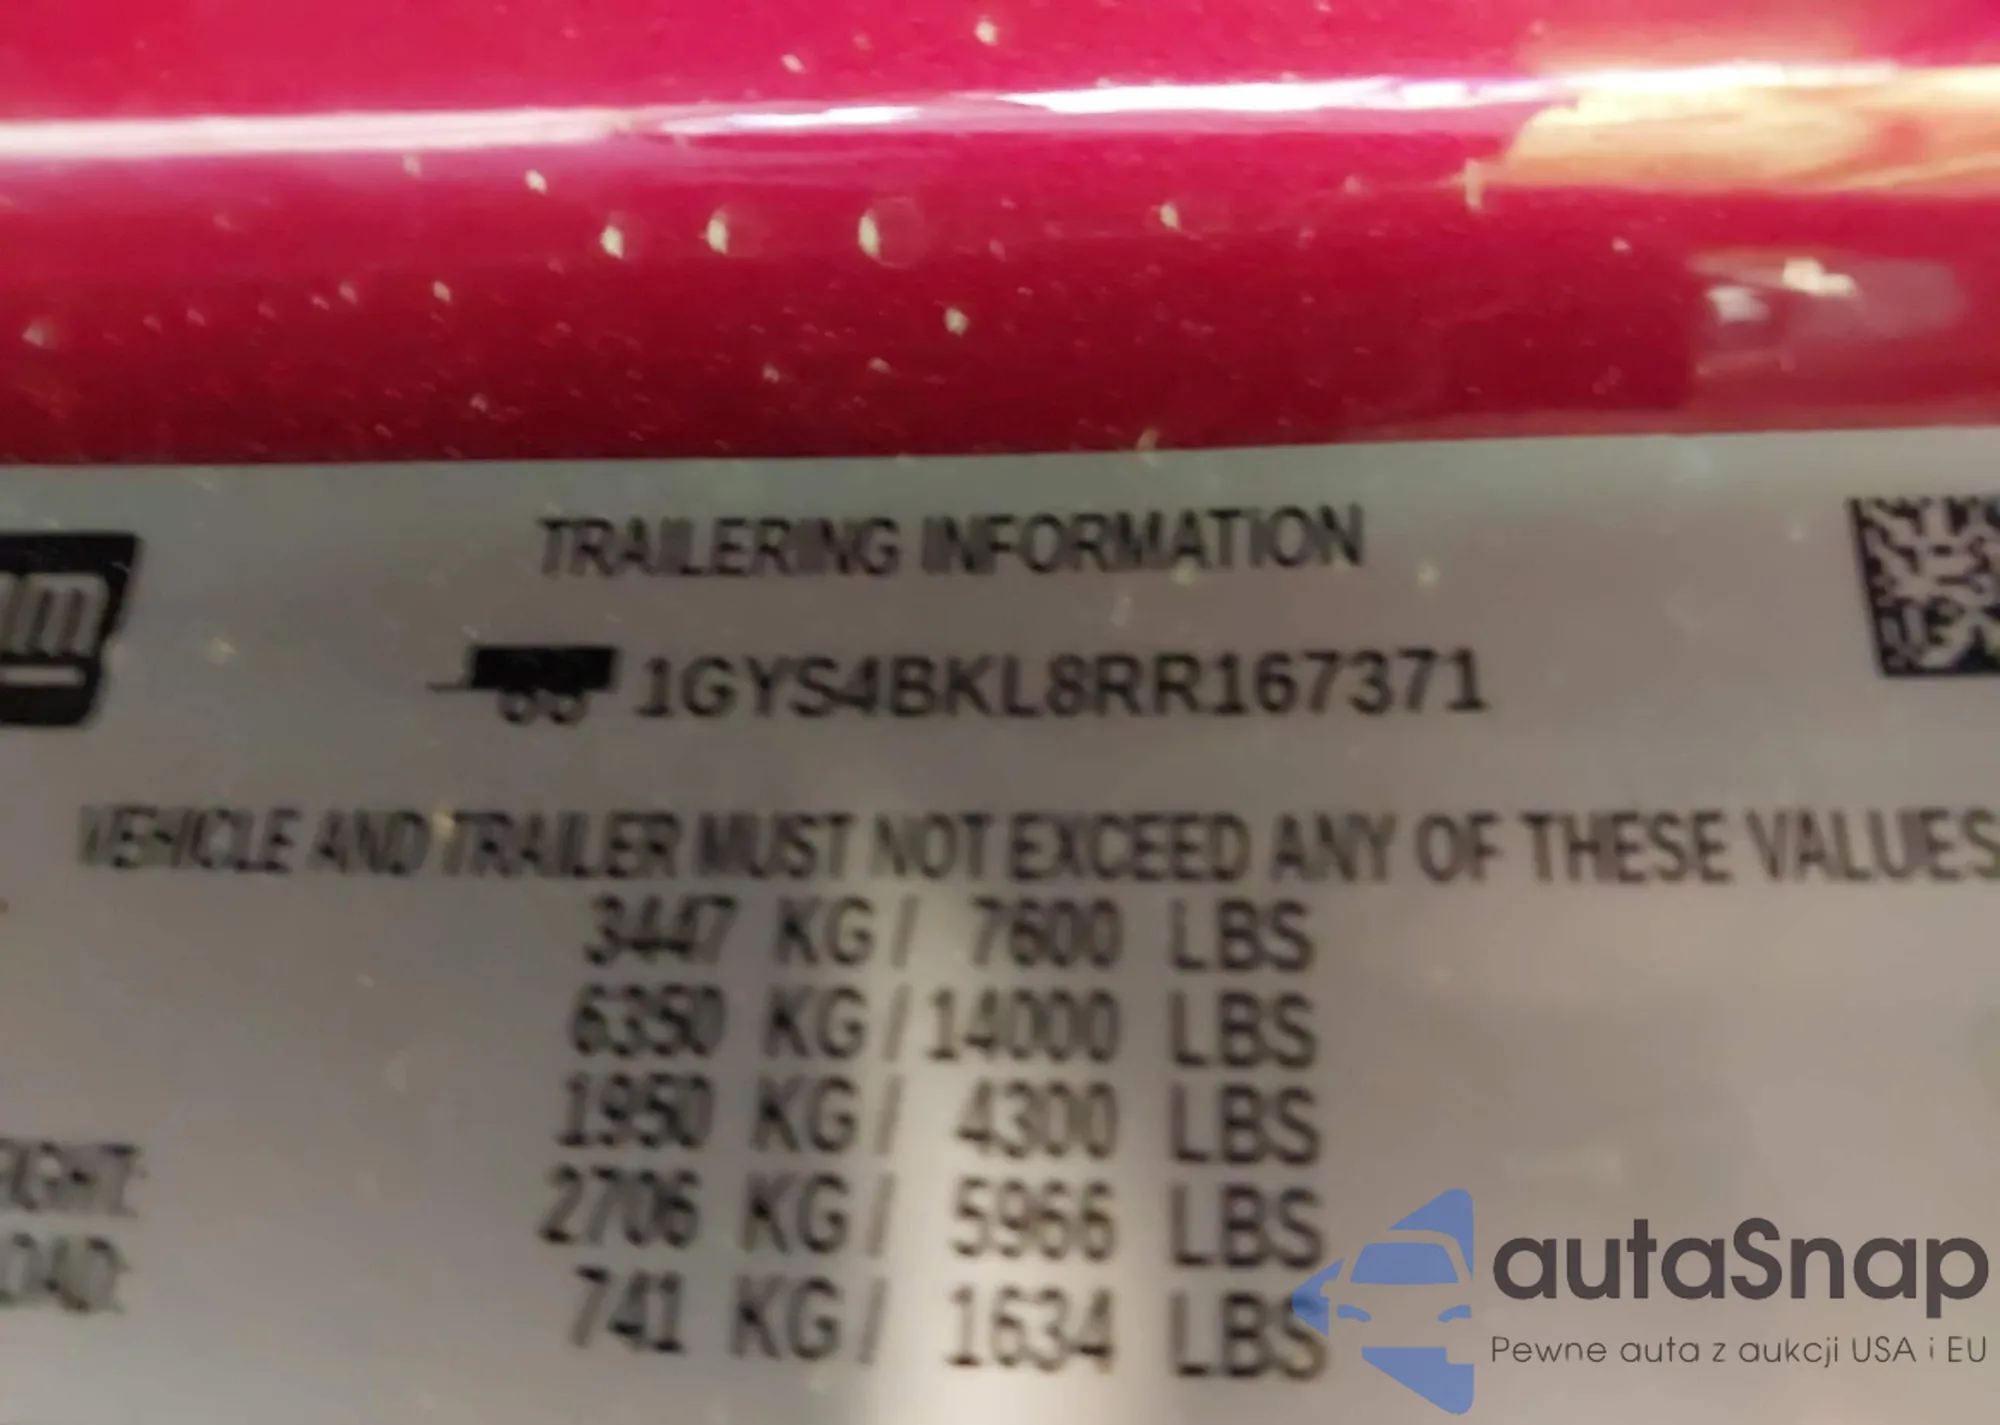 gm
TRAILERING INFORMATION
1GYS4BKL8RR167371
VEHICLE AND TRAILER MUST NOT EXCEED ANY OF THESE VALUES
3447 KG / 7600 LBS
6350 KG / 14000 LBS
1950 KG / 4300 LBS
2706 KG / 5966 LBS
741 KG / 1634 LBS
autaSnap
Pewne auta z aukcji USA i EU